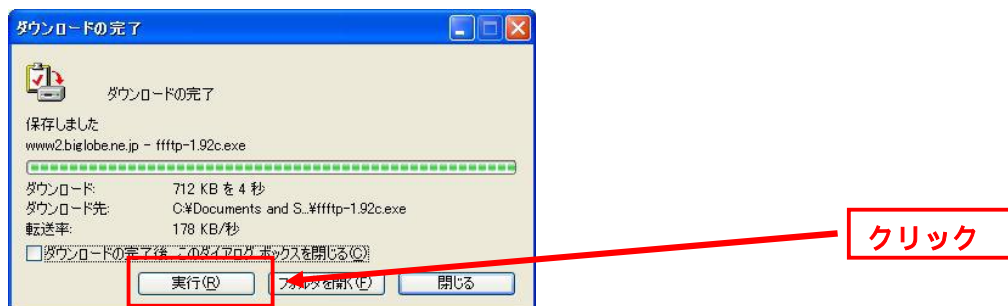 ダウンロードの完了
ダウンロードの完了
保存しました
www2.biglobe.ne.jp - ffftp-1.92c.exe
ダウンロード: 712 KB を 4 秒
ダウンロード先: C:¥Documents and S...¥ffftp-1.92c.exe
転送率: 178 KB/秒
ダウンロードの完了後、このダイアログ ボックスを閉じる(C)
実行(R) フォルダを開く(F) 閉じる
クリック